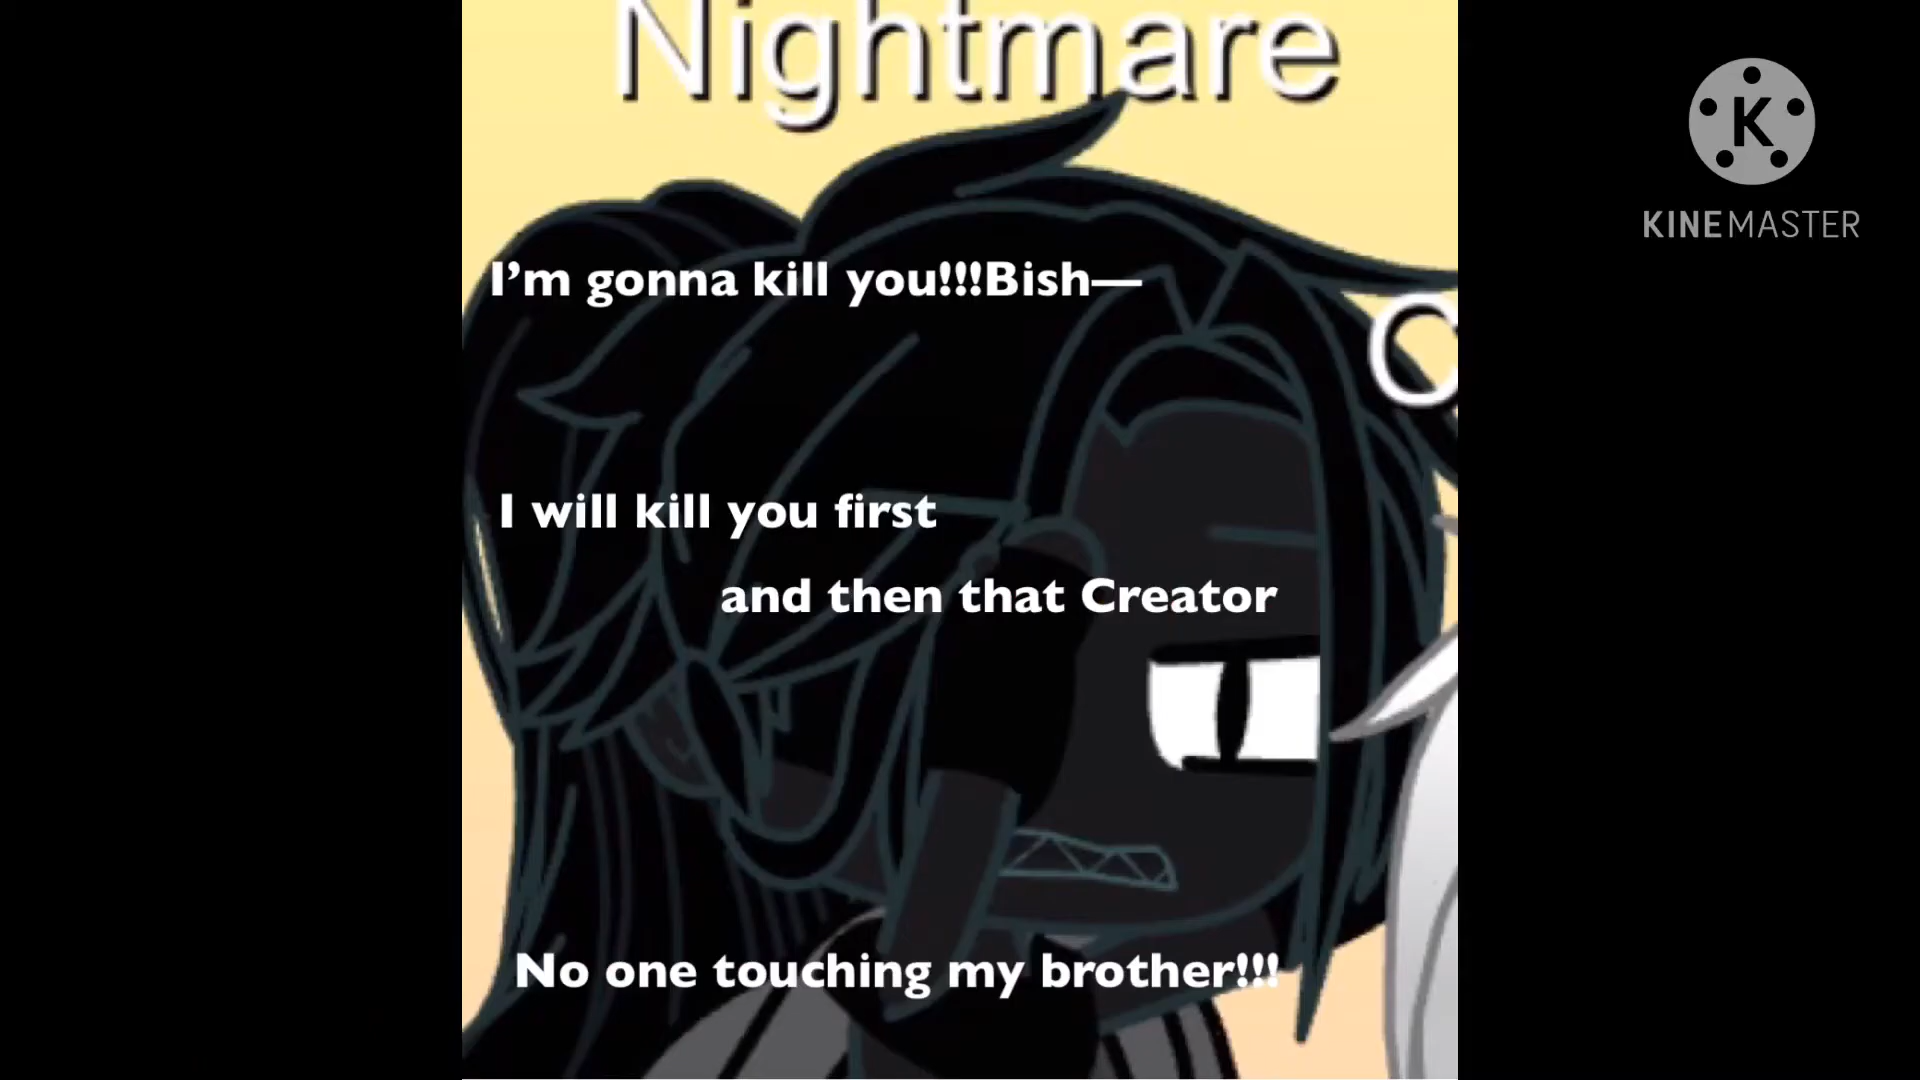 Nightmare
K
KINEMASTER
I’m gonna kill you!!!Bish—
C
I will kill you first
and then that Creator
No one touching my brother!!!